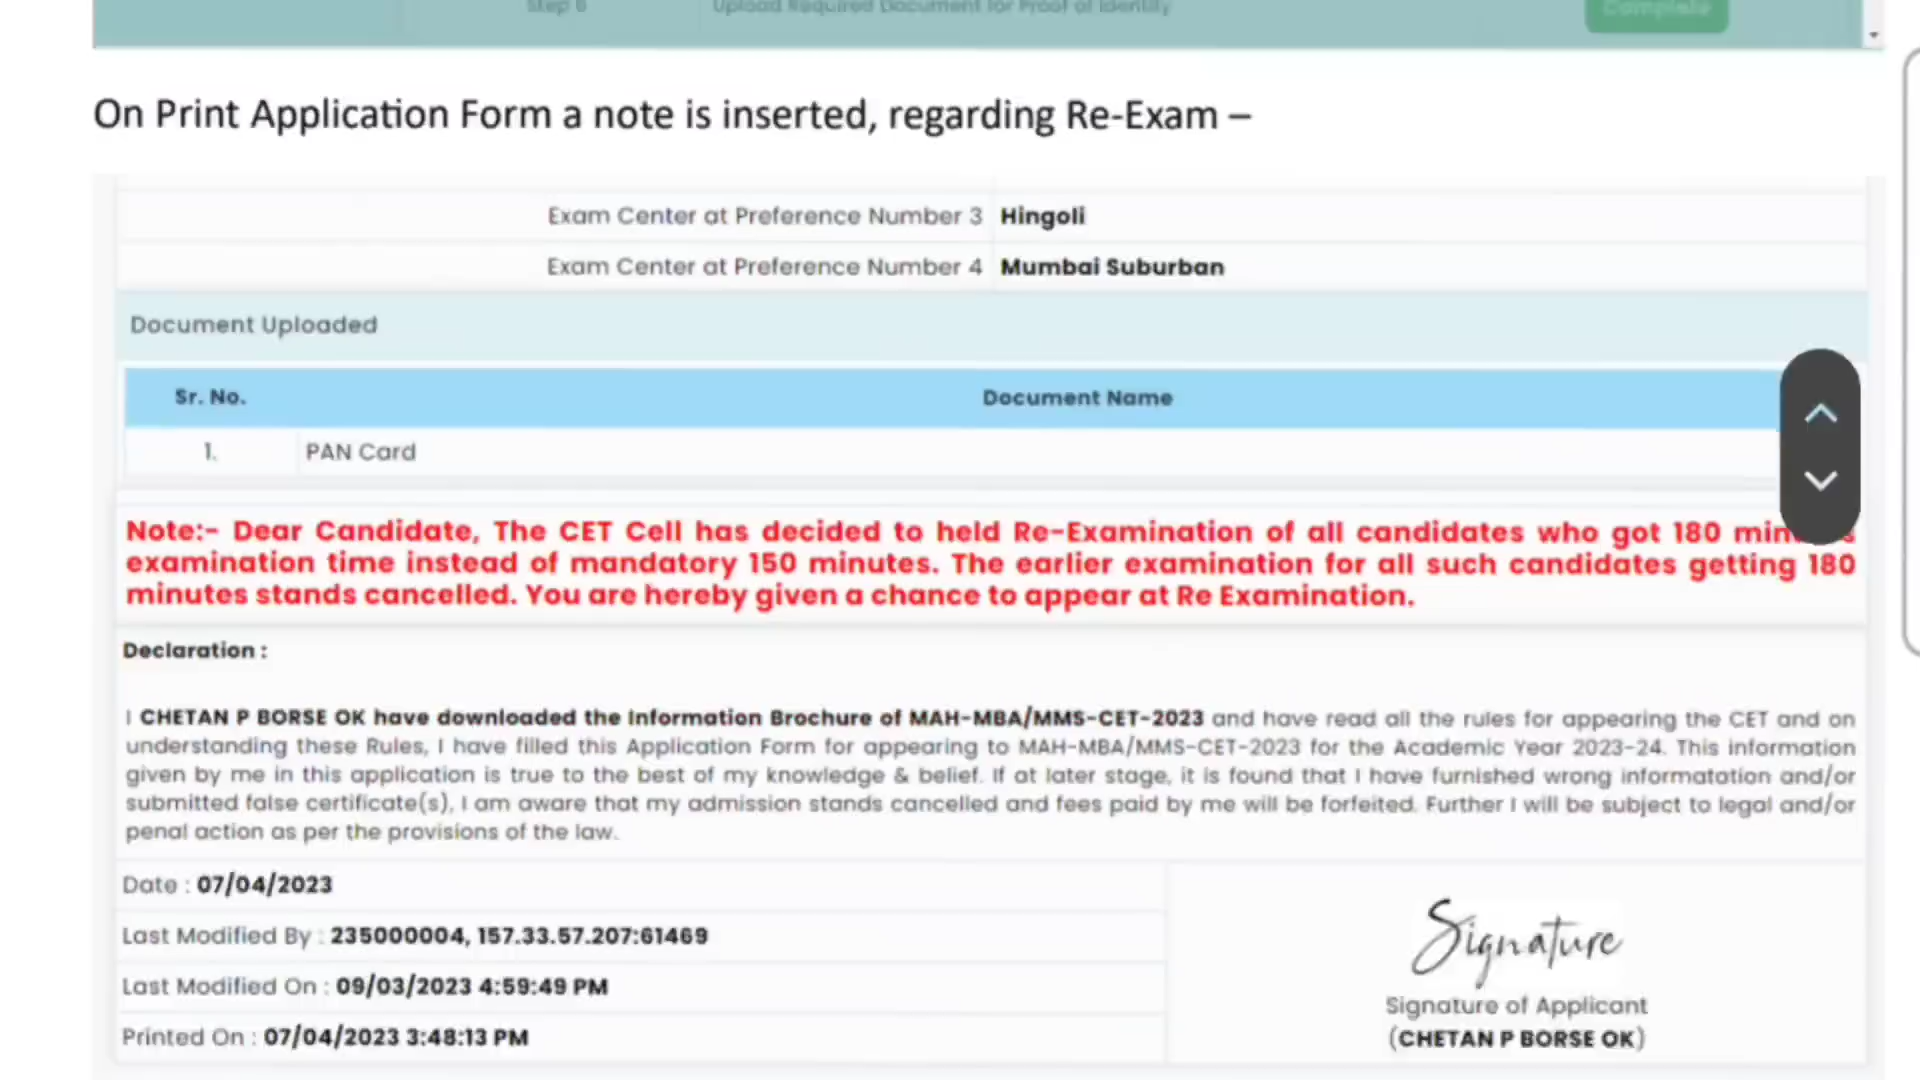 Step 6 Upload Required Document for Proof of Identity Complete
On Print Application Form a note is inserted, regarding Re-Exam –
Exam Center at Preference Number 3 Hingoli
Exam Center at Preference Number 4 Mumbai Suburban
Document Uploaded
Sr. No. Document Name
1. PAN Card
Note:- Dear Candidate, The CET Cell has decided to held Re-Examination of all candidates who got 180
examination time instead of mandatory 150 minutes. The earlier examination for all such candidates getting 180
minutes stands cancelled. You are hereby given a chance to appear at Re Examination.
Declaration :
I CHETAN P BORSE OK have downloaded the Information Brochure of MAH-MBA/MMS-CET-2023 and have read all the rules for appearing the CET and on
understanding these Rules, I have filled this Application Form for appearing to MAH-MBA/MMS-CET-2023 for the Academic Year 2023-24. This information
given by me in this application is true to the best of my knowledge & belief. If at later stage, it is found that I have furnished wrong informatation and/or
submitted false certificate(s), I am aware that my admission stands cancelled and fees paid by me will be forfeited. Further I will be subject to legal and/or
penal action as per the provisions of the law.
Date : 07/04/2023
Last Modified By : 235000004, 157.33.57.207:61469
Last Modified On : 09/03/2023 4:59:49 PM
Printed On : 07/04/2023 3:48:13 PM
Signature
Signature of Applicant
(CHETAN P BORSE OK)